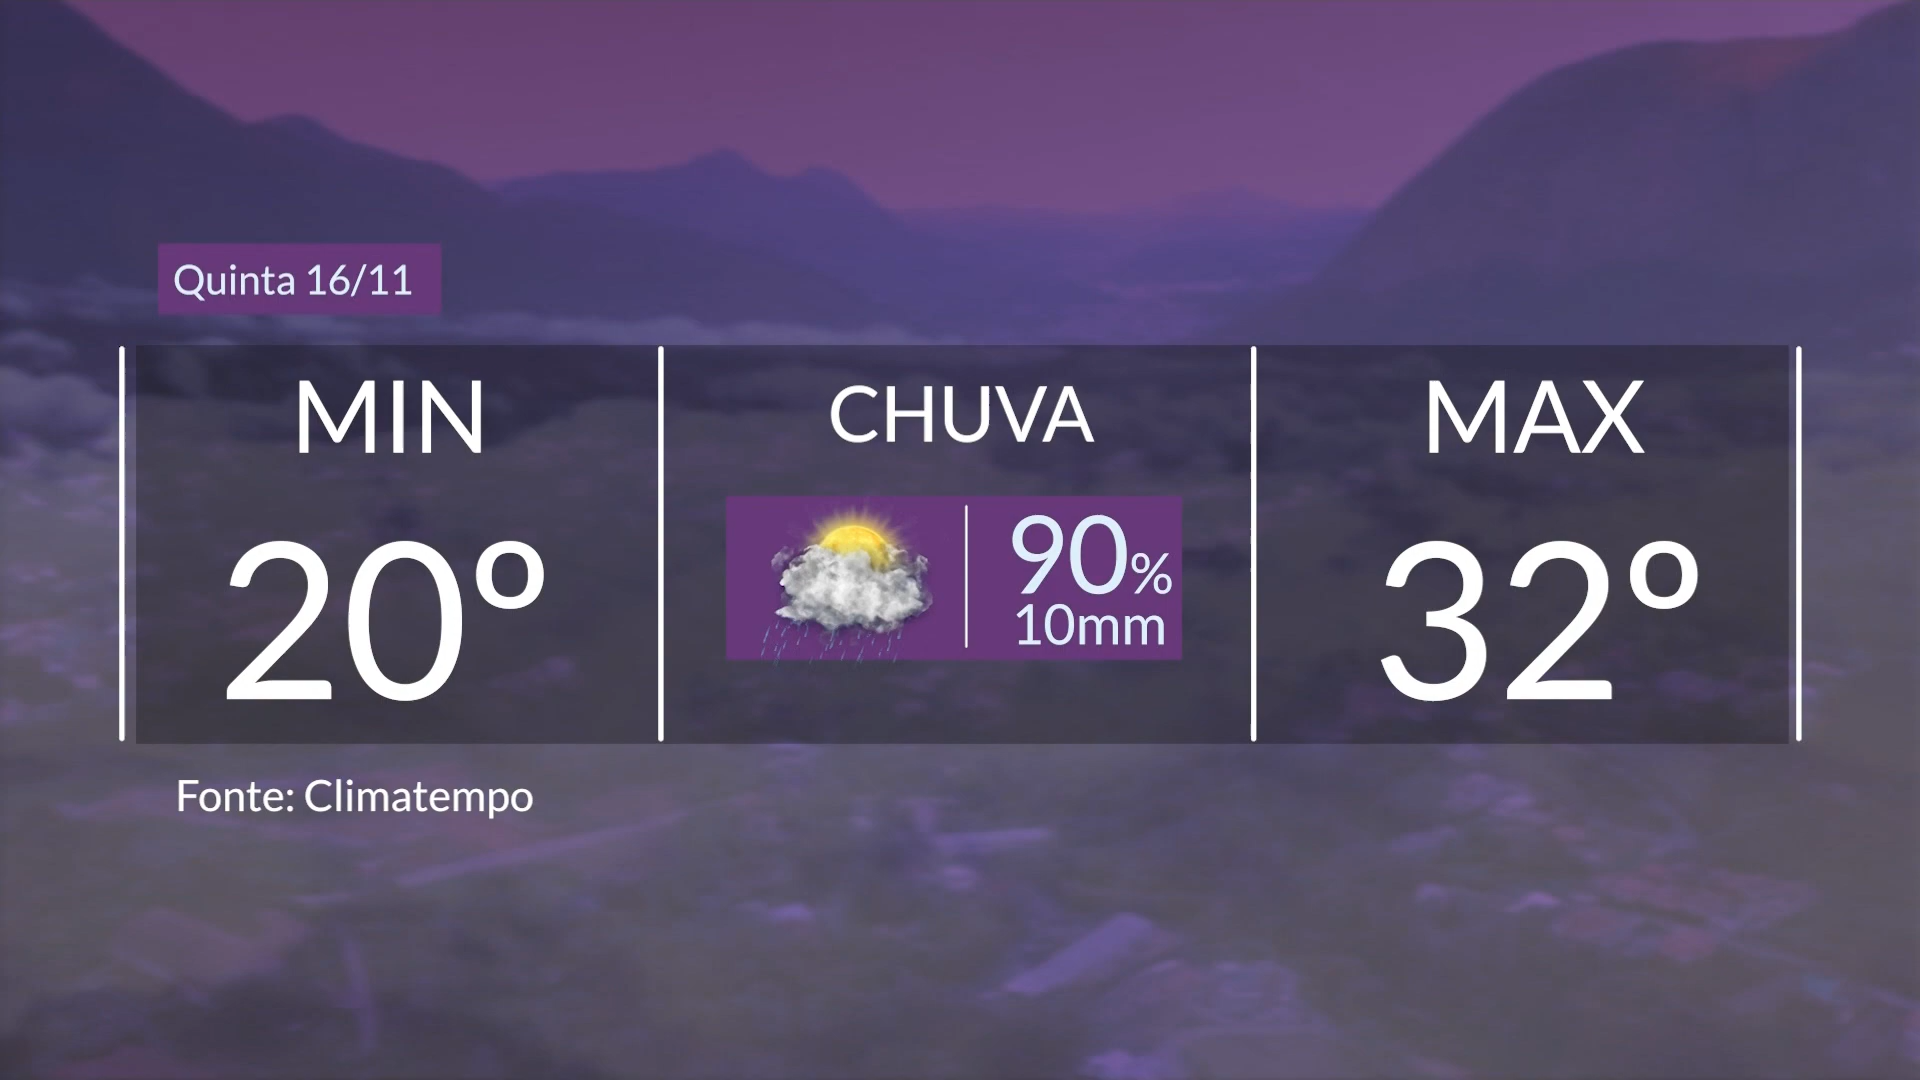 Quinta 16/11
MIN
20º
CHUVA
90%
10mm
MAX
32º
Fonte: Climatempo